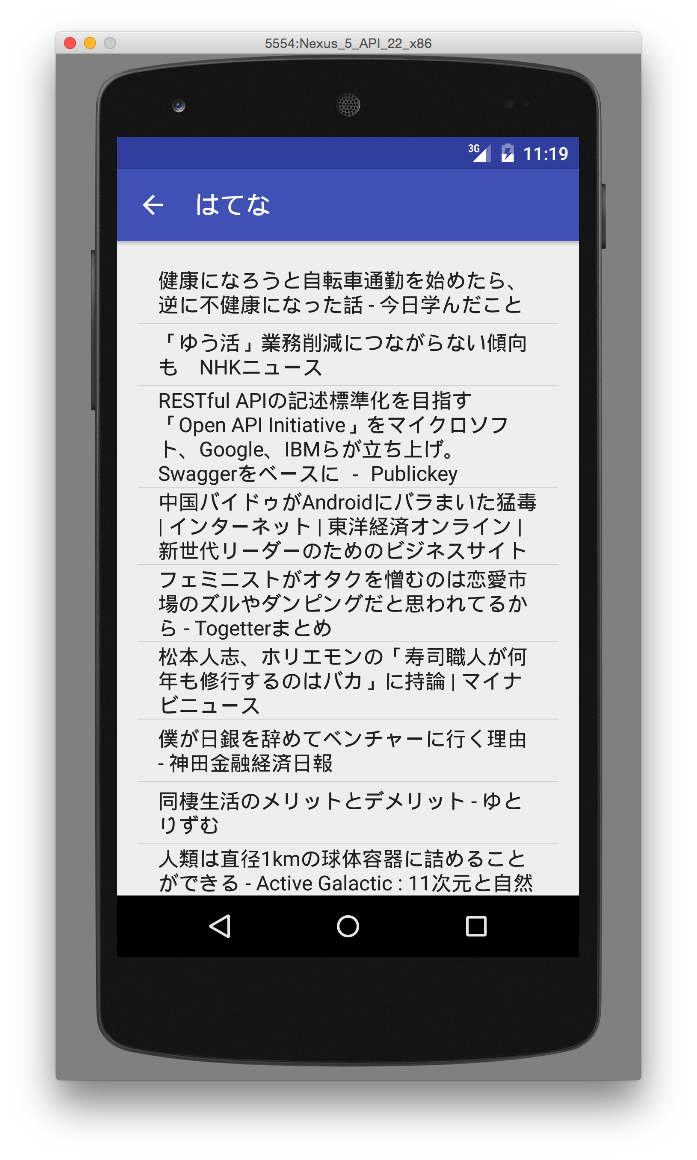 5554:Nexus_5_API_22_x86
3G 11:19
はてな
健康になろうと自転車通勤を始めたら、
逆に不健康になった話 - 今日学んだこと
「ゆう活」業務削減につながらない傾向
も　NHKニュース
RESTful APIの記述標準化を目指す
「Open API Initiative」をマイクロソフ
ト、Google、IBMらが立ち上げ。
Swaggerをベースに － Publickey
中国バイドゥがAndroidにバラまいた猛毒
| インターネット | 東洋経済オンライン |
新世代リーダーのためのビジネスサイト
フェミニストがオタクを憎むのは恋愛市
場のズルやダンピングだと思われてるか
ら - Togetterまとめ
松本人志、ホリエモンの「寿司職人が何
年も修行するのはバカ」に持論 | マイナ
ビニュース
僕が日銀を辞めてベンチャーに行く理由
- 神田金融経済日報
同棲生活のメリットとデメリット - ゆと
りずむ
人類は直径1kmの球体容器に詰めること
ができる - Active Galactic : 11次元と自然